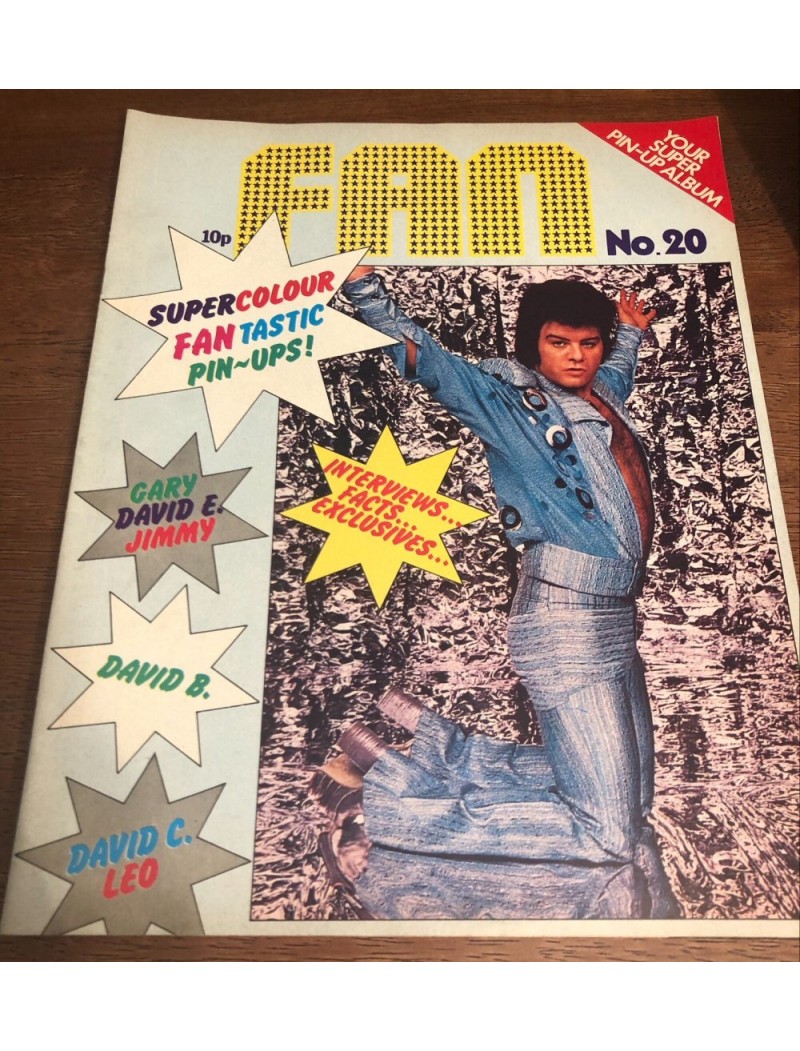 FAN
YOUR
SUPER
PIN-UP ALBUM
10p
No. 20
SUPERCOLOUR
FANTASTIC
PIN~UPS!
INTERVIEWS...
FACTS...
EXCLUSIVES...
GARY
DAVID E.
JIMMY
DAVID B.
DAVID C.
LEO